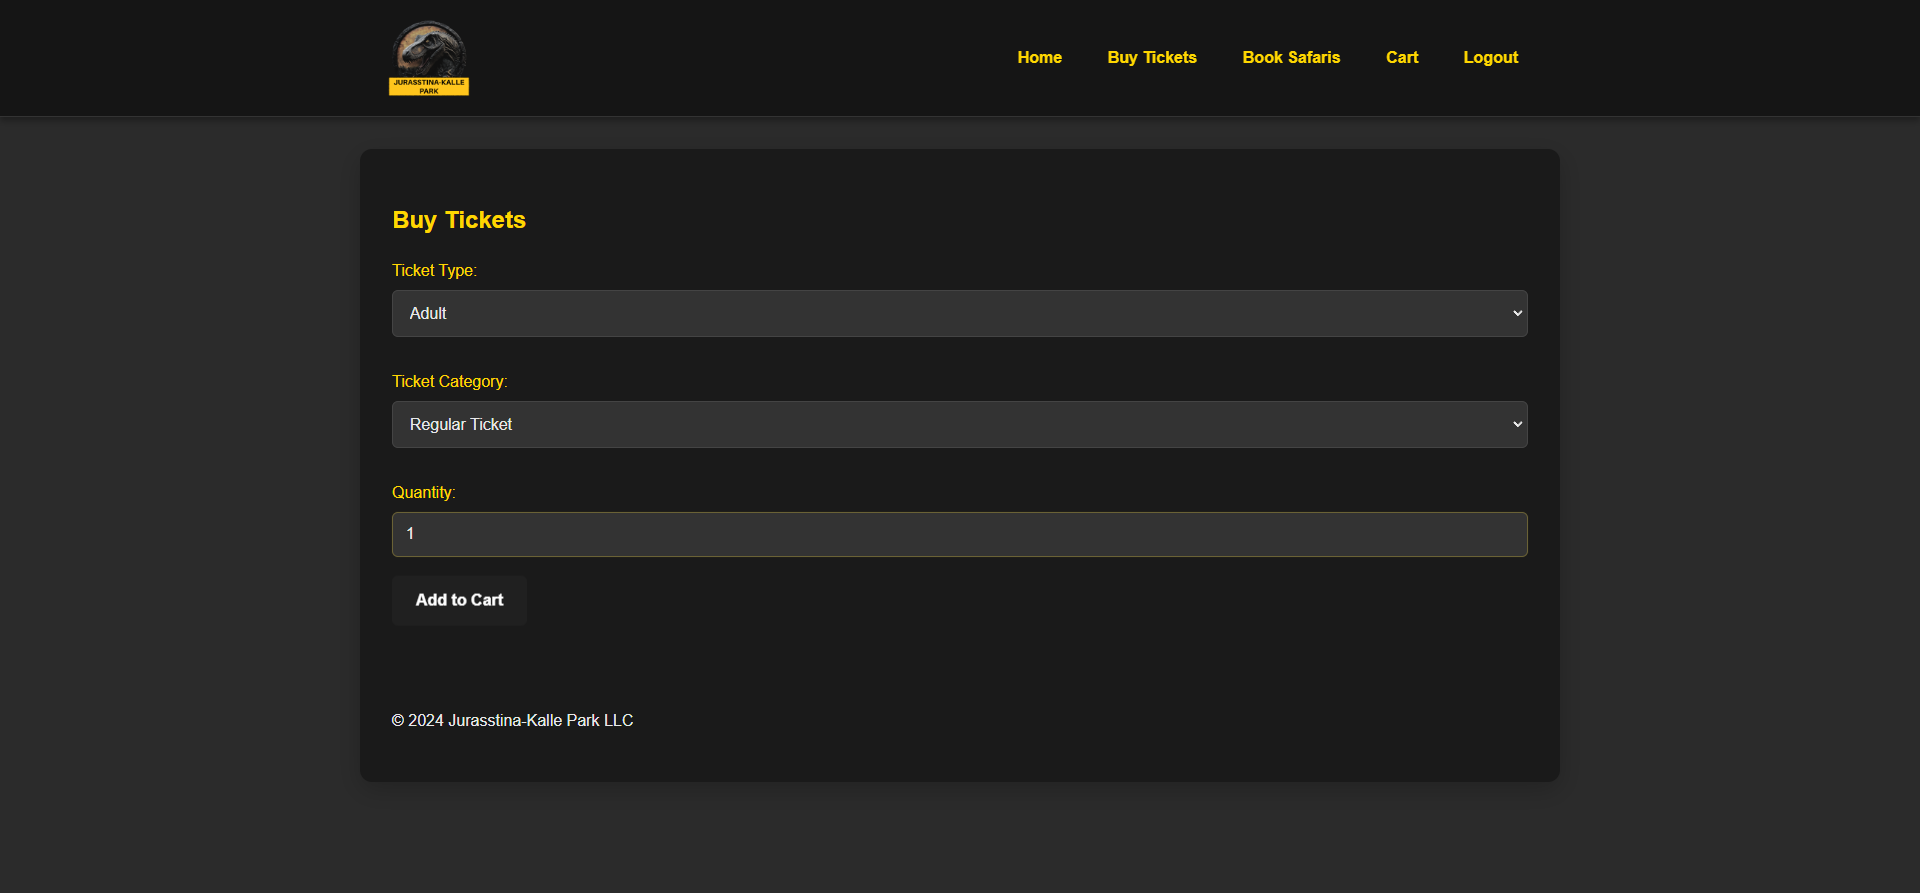 JURASSTINA-KALLE
PARK
Home Buy Tickets Book Safaris Cart Logout
Buy Tickets
Ticket Type:
Adult
Ticket Category:
Regular Ticket
Quantity:
1
Add to Cart
© 2024 Jurasstina-Kalle Park LLC